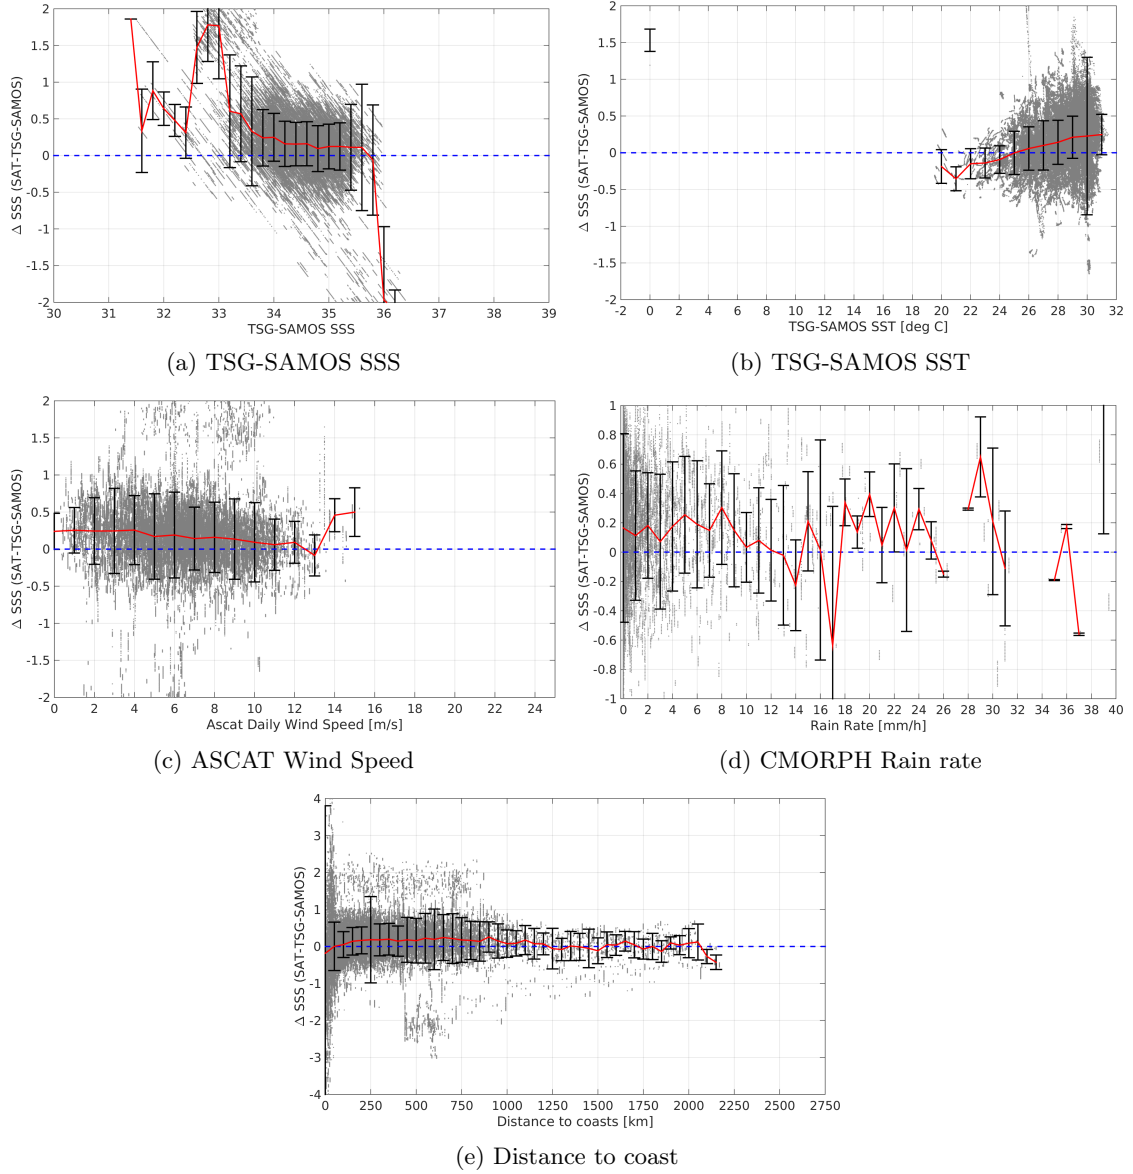 2
1.5
1
0.5
0
-0.5
-1
-1.5
-2
Δ SSS (SAT-TSG-SAMOS)
30 31 32 33 34 35 36 37 38 39
TSG-SAMOS SSS
(a) TSG-SAMOS SSS
2
1.5
1
0.5
0
-0.5
-1
-1.5
-2
Δ SSS (SAT-TSG-SAMOS)
-2 0 2 4 6 8 10 12 14 16 18 20 22 24 26 28 30 32
TSG-SAMOS SST [deg C]
(b) TSG-SAMOS SST
2
1.5
1
0.5
0
-0.5
-1
-1.5
-2
Δ SSS (SAT-TSG-SAMOS)
0 2 4 6 8 10 12 14 16 18 20 22 24
Ascat Daily Wind Speed [m/s]
(c) ASCAT Wind Speed
1
0.8
0.6
0.4
0.2
0
-0.2
-0.4
-0.6
-0.8
-1
Δ SSS (SAT-TSG-SAMOS)
0 2 4 6 8 10 12 14 16 18 20 22 24 26 28 30 32 34 36 38 40
Rain Rate [mm/h]
(d) CMORPH Rain rate
4
3
2
1
0
-1
-2
-3
-4
Δ SSS (SAT-TSG-SAMOS)
0 250 500 750 1000 1250 1500 1750 2000 2250 2500 2750
Distance to coasts [km]
(e) Distance to coast